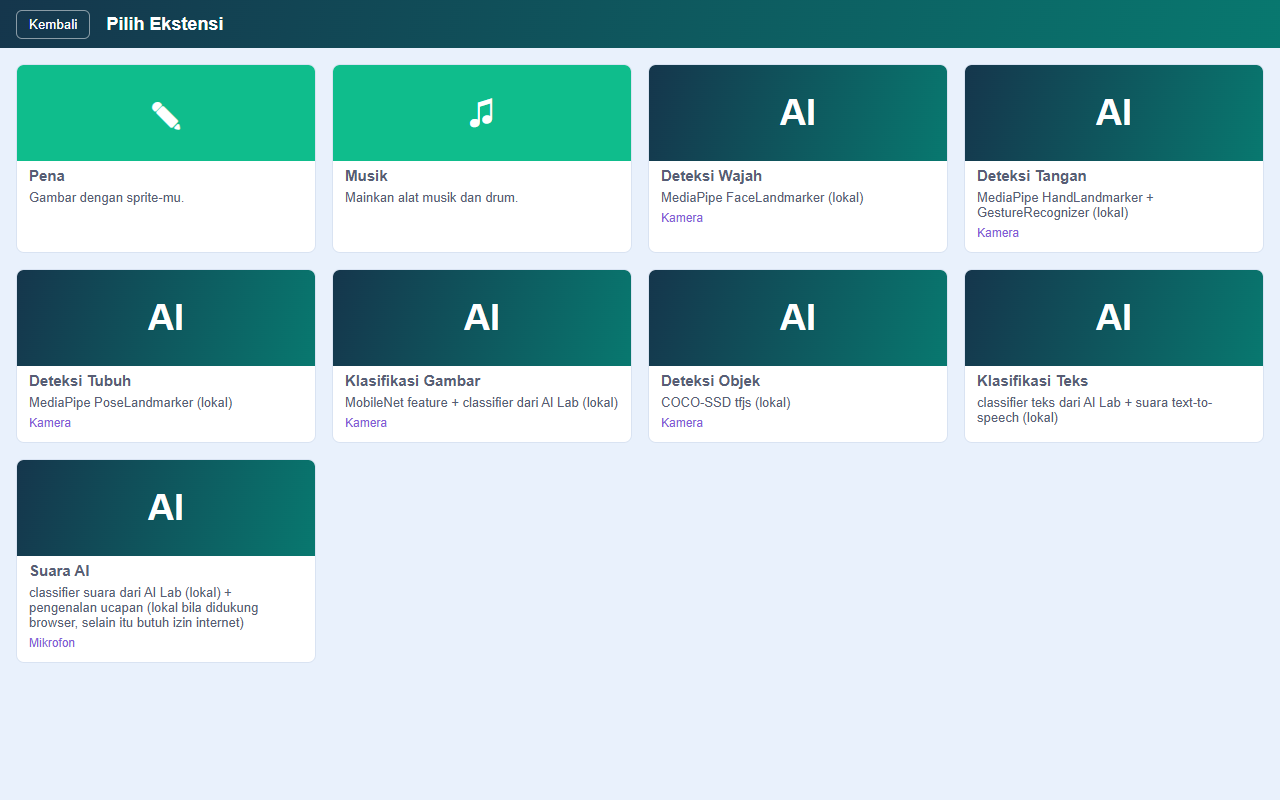 Kembali
Pilih Ekstensi
Pena
Gambar dengan sprite-mu.
Musik
Mainkan alat musik dan drum.
AI
Deteksi Wajah
MediaPipe FaceLandmarker (lokal)
Kamera
AI
Deteksi Tangan
MediaPipe HandLandmarker +
GestureRecognizer (lokal)
Kamera
AI
Deteksi Tubuh
MediaPipe PoseLandmarker (lokal)
Kamera
AI
Klasifikasi Gambar
MobileNet feature + classifier dari AI Lab (lokal)
Kamera
AI
Deteksi Objek
COCO-SSD tfjs (lokal)
Kamera
AI
Klasifikasi Teks
classifier teks dari AI Lab + suara text-to-
speech (lokal)
AI
Suara AI
classifier suara dari AI Lab (lokal) +
pengenalan ucapan (lokal bila didukung
browser, selain itu butuh izin internet)
Mikrofon